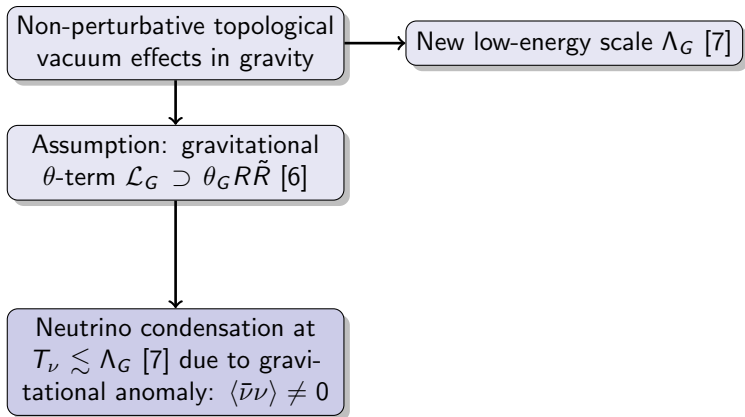 Non-perturbative topological
vacuum effects in gravity
New low-energy scale Λ_G [7]
Assumption: gravitational
θ-term ℒ_G ⊃ θ_G RR̃ [6]
Neutrino condensation at
T_ν ≲ Λ_G [7] due to gravi-
tational anomaly: ⟨ν̄ν⟩ ≠ 0